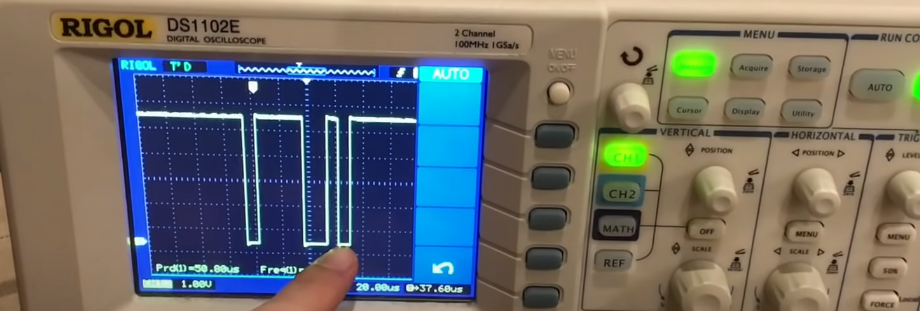 RIGOL DS1102E
DIGITAL OSCILLOSCOPE
2 Channel
100MHz 1GSa/s
RIGOL T'D
AUTO
Prd(1)=50.00us
1.00V
20.00us
37.60us
MENU
ON/OFF
MENU
Acquire
Storage
Cursor
Display
Utility
RUN CO
AUTO
VERTICAL
CH1
CH2
MATH
REF
POSITION
OFF
SCALE
HORIZONTAL
POSITION
MENU
SCALE
TRIG
LEVE
MENU
50%
FORCE